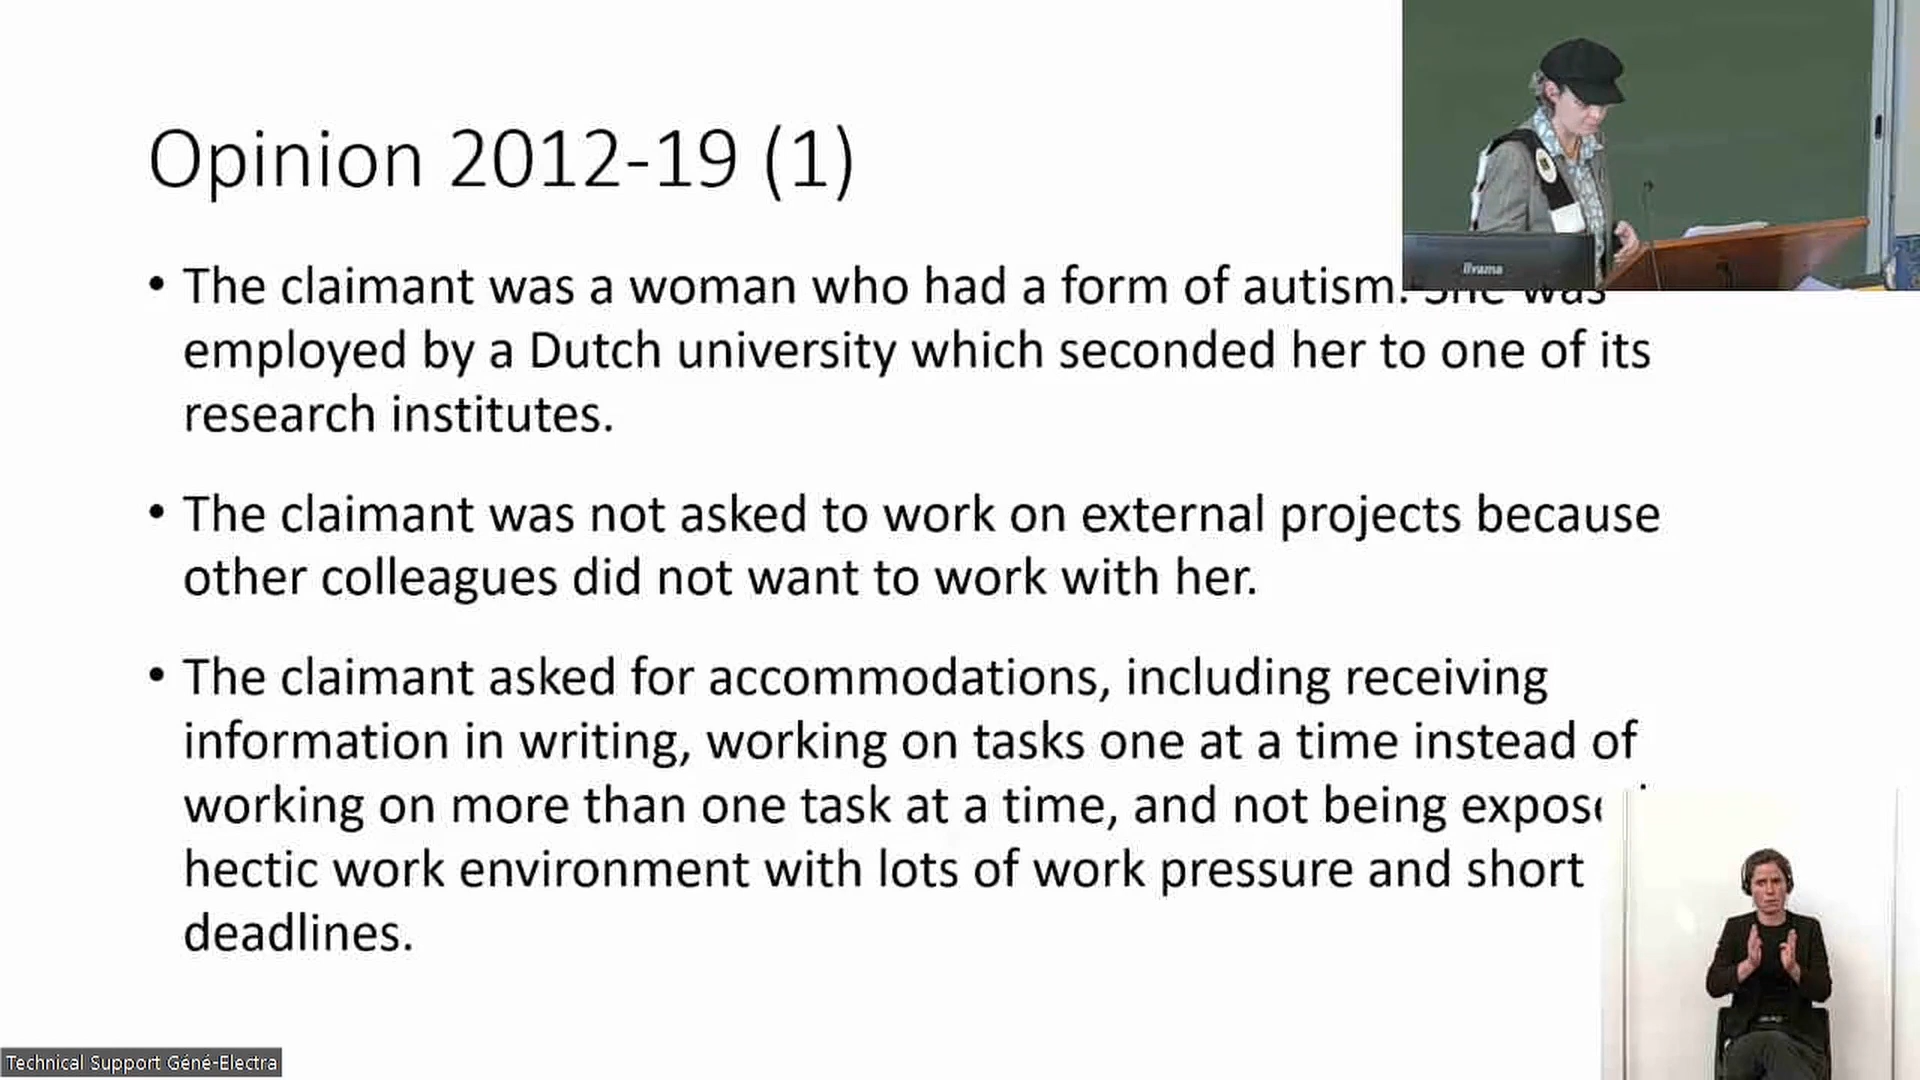 Opinion 2012-19 (1)
• The claimant was a woman who had a form of autism. She was
employed by a Dutch university which seconded her to one of its
research institutes.
• The claimant was not asked to work on external projects because
other colleagues did not want to work with her.
• The claimant asked for accommodations, including receiving
information in writing, working on tasks one at a time instead of
working on more than one task at a time, and not being expose
hectic work environment with lots of work pressure and short
deadlines.
iiyama
Technical Support Géné-Electra